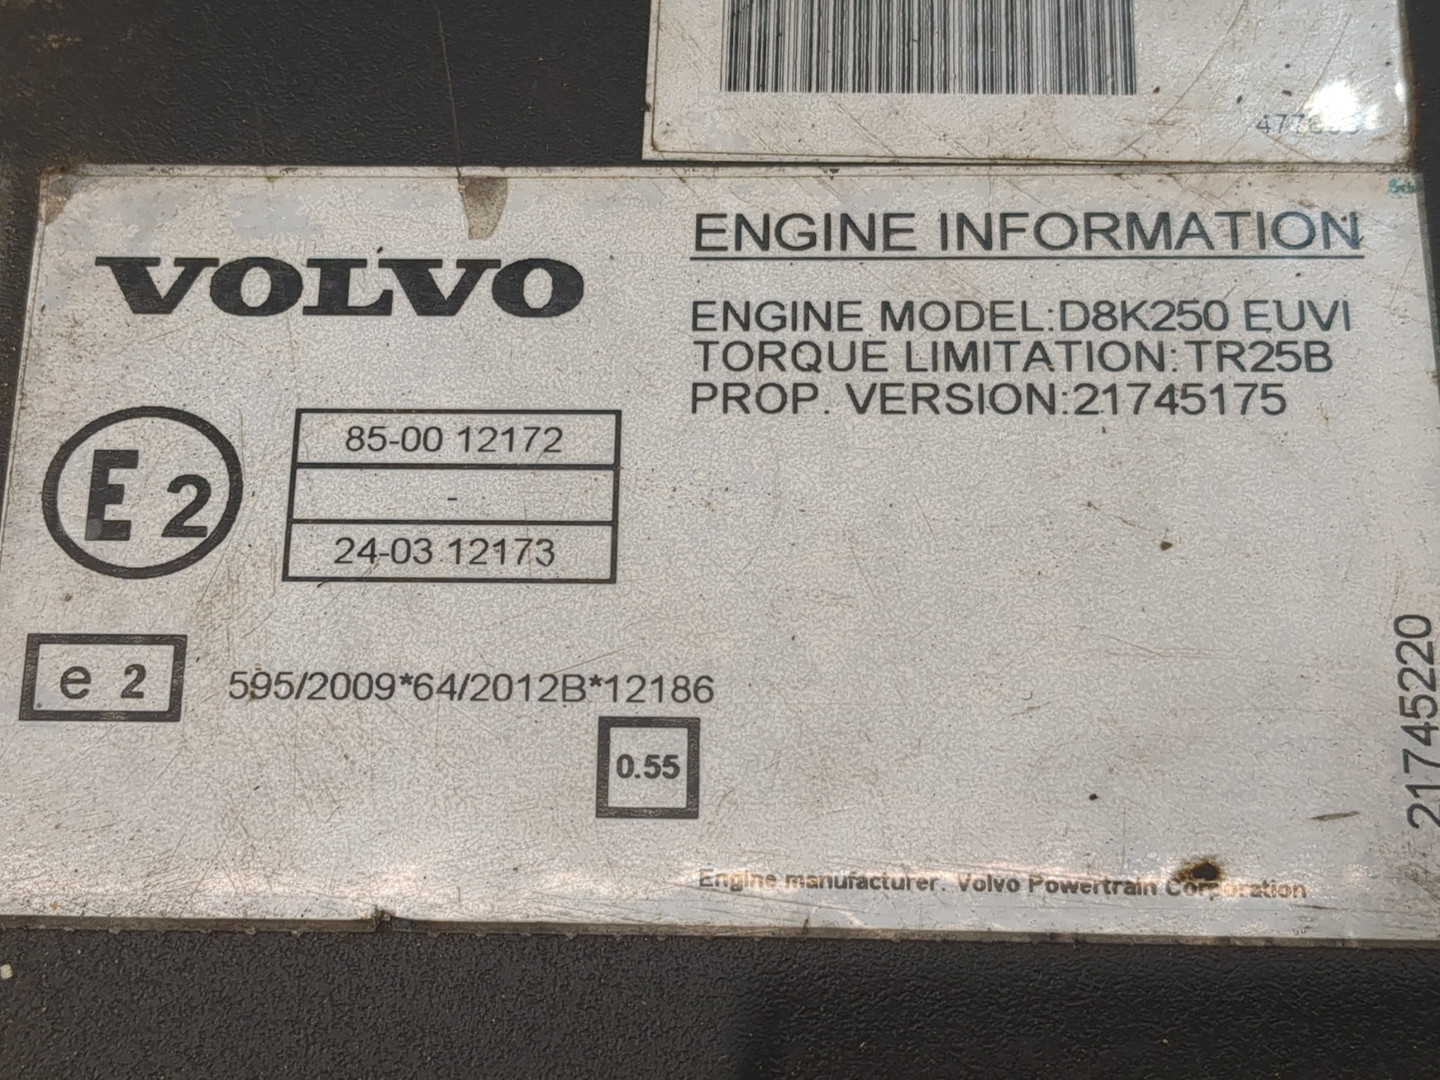 VOLVO
ENGINE INFORMATION
ENGINE MODEL:D8K250 EUVI
TORQUE LIMITATION:TR25B
PROP. VERSION:21745175
E2
85-00 12172
-
24-03 12173
e 2
595/2009*64/2012B*12186
0.55
21745220
Engine manufacturer. Volvo Powertrain Corporation